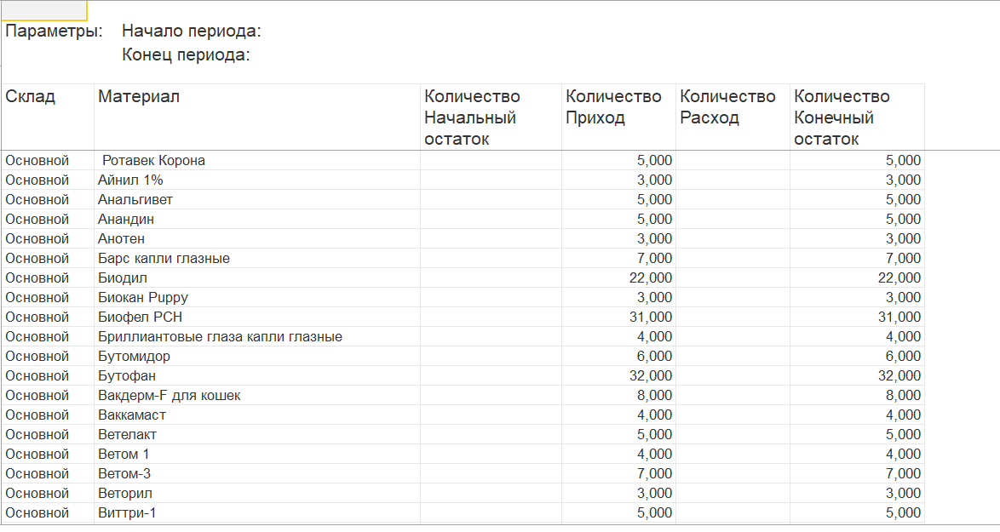 Параметры: Начало периода:
Конец периода:
Склад Материал Количество Начальный остаток Количество Приход Количество Расход Количество Конечный остаток
Основной Ротавек Корона 5,000 5,000
Основной Айнил 1% 3,000 3,000
Основной Анальгивет 5,000 5,000
Основной Анандин 5,000 5,000
Основной Анотен 3,000 3,000
Основной Барс капли глазные 7,000 7,000
Основной Биодил 22,000 22,000
Основной Биокан Puppy 3,000 3,000
Основной Биофел PCH 31,000 31,000
Основной Бриллиантовые глаза капли глазные 4,000 4,000
Основной Бутомидор 6,000 6,000
Основной Бутофан 32,000 32,000
Основной Вакдерм-F для кошек 8,000 8,000
Основной Ваккамаст 4,000 4,000
Основной Ветелакт 5,000 5,000
Основной Ветом 1 4,000 4,000
Основной Ветом-3 7,000 7,000
Основной Веторил 3,000 3,000
Основной Виттри-1 5,000 5,000